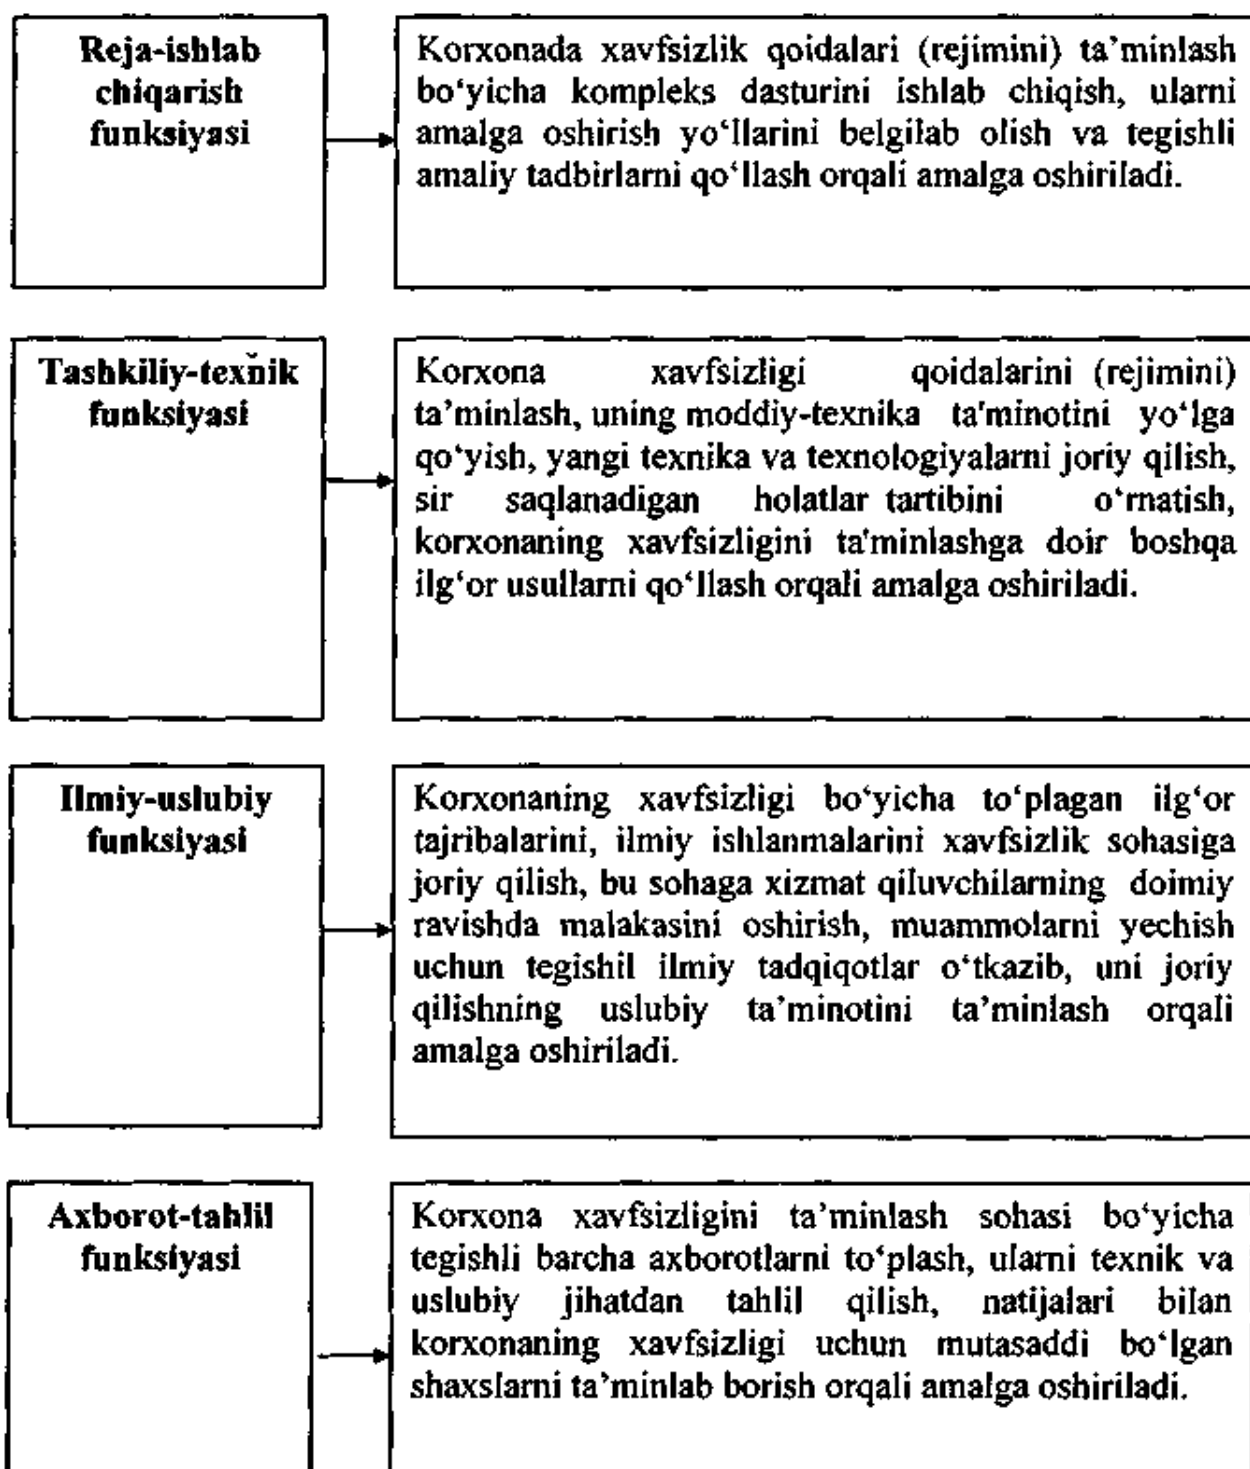 Reja-ishlab
chiqarish
funksiyasi
Korxonada xavfsizlik qoidalari (rejimini) ta’minlash
bo‘yicha kompleks dasturini ishlab chiqish, ularni
amalga oshirish yo‘llarini belgilab olish va tegishli
amaliy tadbirlarni qo‘llash orqali amalga oshiriladi.
Tashkiliy-texnik
funksiyasi
Korxona xavfsizligi qoidalarini (rejimini)
ta’minlash, uning moddiy-texnika ta'minotini yo‘lga
qo‘yish, yangi texnika va texnologiyalarni joriy qilish,
sir saqlanadigan holatlar tartibini o‘rnatish,
korxonaning xavfsizligini ta'minlashga doir boshqa
ilg‘or usullarni qo‘llash orqali amalga oshiriladi.
Ilmiy-uslubiy
funksiyasi
Korxonaning xavfsizligi bo‘yicha to‘plagan ilg‘or
tajribalarini, ilmiy ishlanmalarini xavfsizlik sohasiga
joriy qilish, bu sohaga xizmat qiluvchilarning doimiy
ravishda malakasini oshirish, muammolarni yechish
uchun tegishil ilmiy tadqiqotlar o‘tkazib, uni joriy
qilishning uslubiy ta’minotini ta’minlash orqali
amalga oshiriladi.
Axborot-tahlil
funksiyasi
Korxona xavfsizligini ta’minlash sohasi bo‘yicha
tegishli barcha axborotlarni to‘plash, ularni texnik va
uslubiy jihatdan tahlil qilish, natijalari bilan
korxonaning xavfsizligi uchun mutasaddi bo‘lgan
shaxslarni ta’minlab borish orqali amalga oshiriladi.